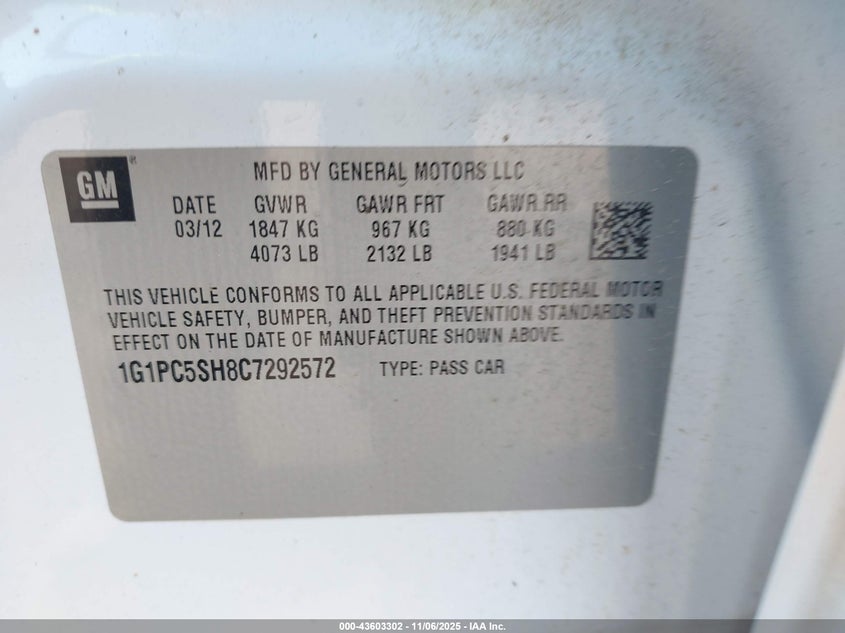 GM ®
MFD BY GENERAL MOTORS LLC
DATE GVWR GAWR FRT GAWR RR
03/12 1847 KG 967 KG 880 KG
4073 LB 2132 LB 1941 LB
THIS VEHICLE CONFORMS TO ALL APPLICABLE U.S. FEDERAL MOTOR
VEHICLE SAFETY, BUMPER, AND THEFT PREVENTION STANDARDS IN
EFFECT ON THE DATE OF MANUFACTURE SHOWN ABOVE.
1G1PC5SH8C7292572 TYPE: PASS CAR
000-43603302 - 11/06/2025 - IAA Inc.